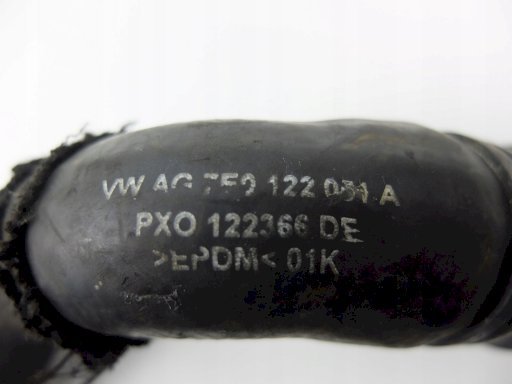 VW AG 7E0 122 051 A
PXO 122366 DE
>EPDM< 01K